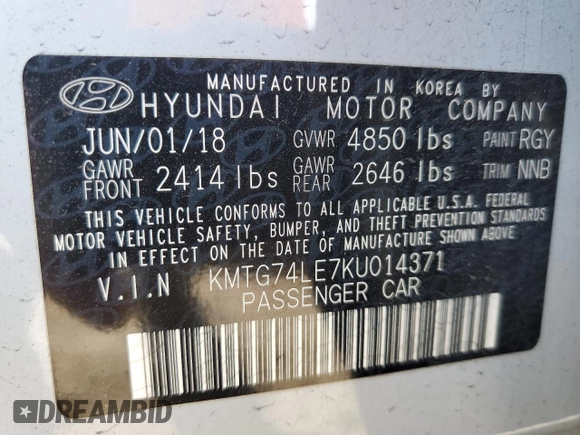 MANUFACTURED IN KOREA BY
HYUNDAI MOTOR COMPANY
JUN/01/18 GVWR 4850 lbs PAINT RGY
GAWR FRONT 2414 lbs GAWR REAR 2646 lbs TRIM NNB
THIS VEHICLE CONFORMS TO ALL APPLICABLE U.S.A. FEDERAL
MOTOR VEHICLE SAFETY, BUMPER, AND THEFT PREVENTION STANDARDS
IN EFFECT ON THE DATE OF MANUFACTURE SHOWN ABOVE.
V.I.N KMTG74LE7KU014371
PASSENGER CAR
DREAMBID